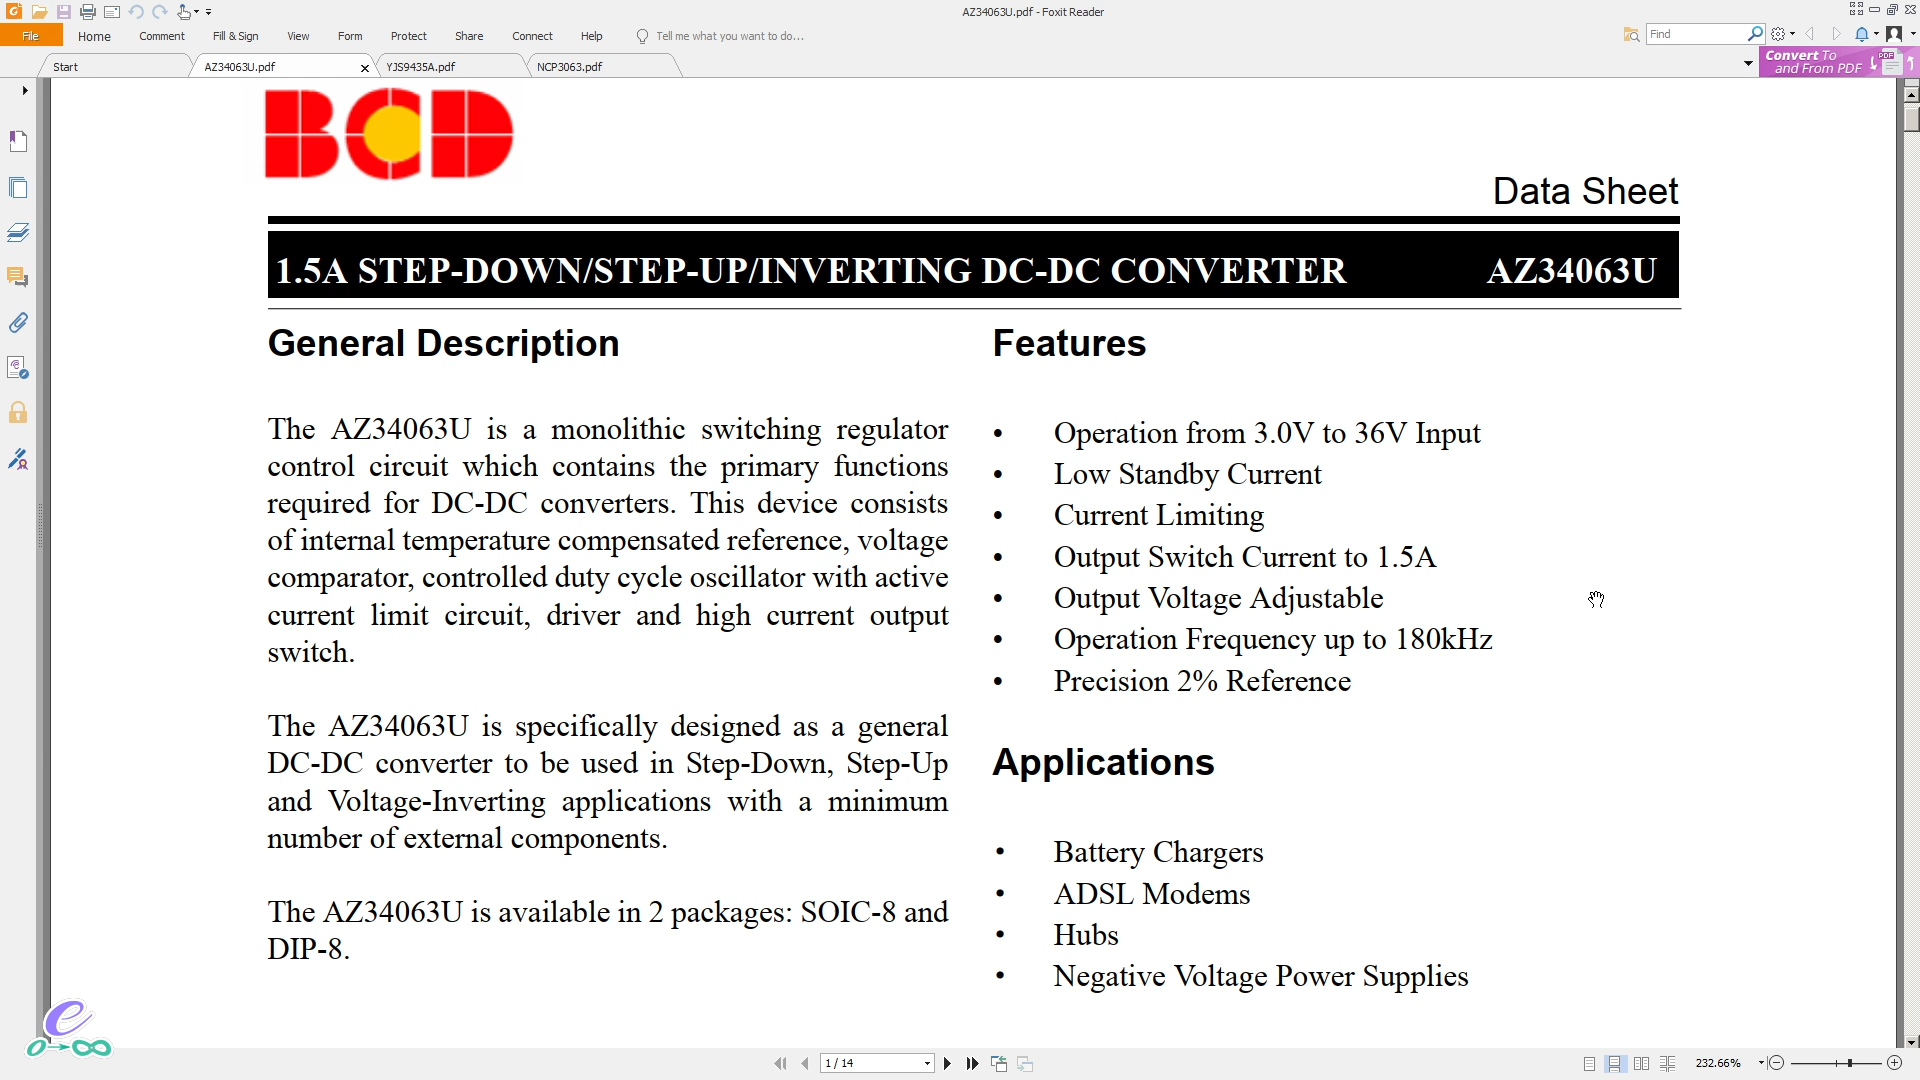 AZ34063U.pdf - Foxit Reader
File Home Comment Fill & Sign View Form Protect Share Connect Help Tell me what you want to do... Find
Start AZ34063U.pdf YJS9435A.pdf NCP3063.pdf
Convert To
and From PDF
PDF
BCD
Data Sheet
1.5A STEP-DOWN/STEP-UP/INVERTING DC-DC CONVERTER AZ34063U
General Description
The AZ34063U is a monolithic switching regulator
control circuit which contains the primary functions
required for DC-DC converters. This device consists
of internal temperature compensated reference, voltage
comparator, controlled duty cycle oscillator with active
current limit circuit, driver and high current output
switch.
The AZ34063U is specifically designed as a general
DC-DC converter to be used in Step-Down, Step-Up
and Voltage-Inverting applications with a minimum
number of external components.
The AZ34063U is available in 2 packages: SOIC-8 and
DIP-8.
Features
• Operation from 3.0V to 36V Input
• Low Standby Current
• Current Limiting
• Output Switch Current to 1.5A
• Output Voltage Adjustable
• Operation Frequency up to 180kHz
• Precision 2% Reference
Applications
• Battery Chargers
• ADSL Modems
• Hubs
• Negative Voltage Power Supplies
e
1 / 14
232.66%